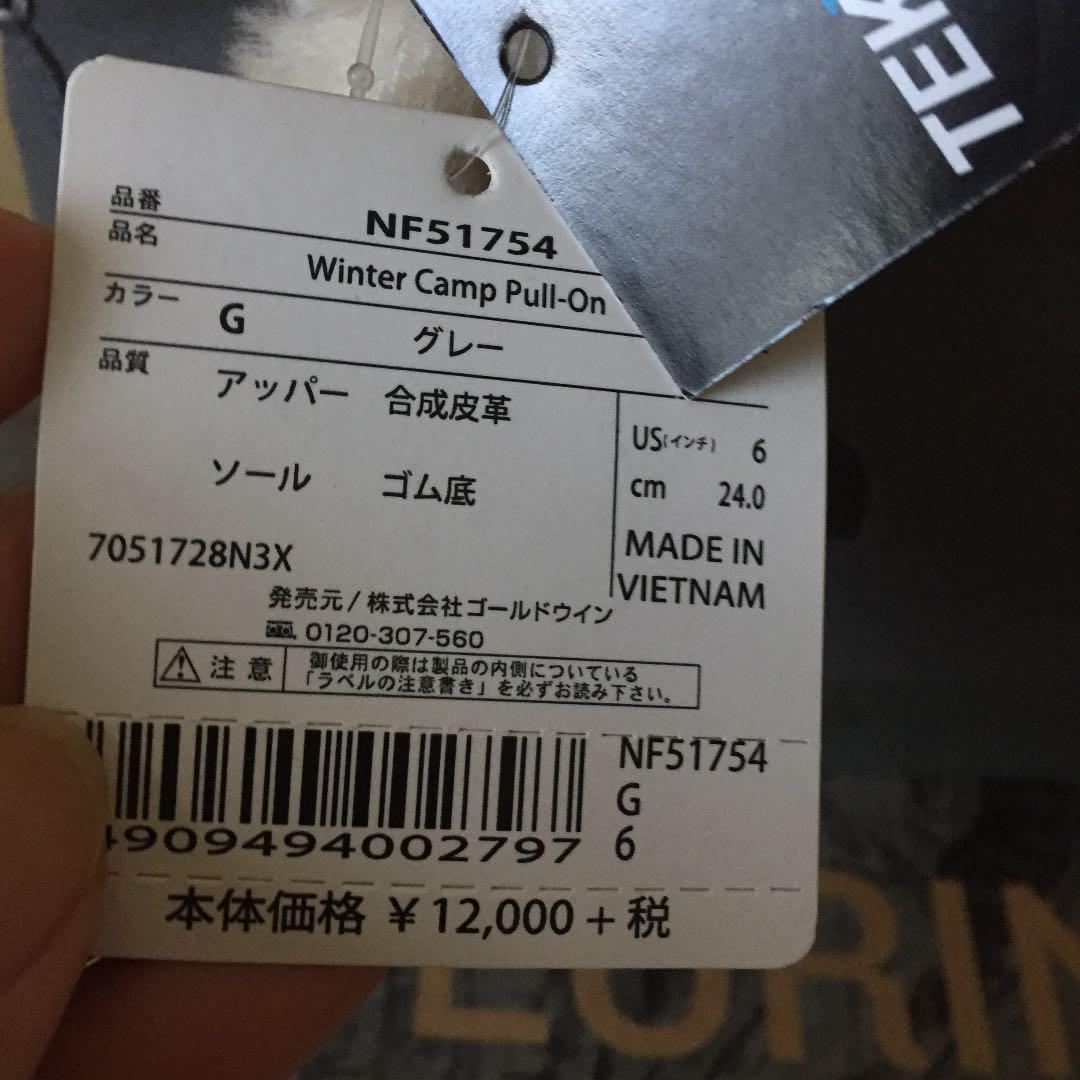 TEK
品番 NF51754
品名 Winter Camp Pull-On
カラー G グレー
品質 アッパー 合成皮革
ソール ゴム底
US(インチ) 6
cm 24.0
MADE IN
VIETNAM
7051728N3X
発売元/株式会社ゴールドウイン
0120-307-560
注意 御使用の際は製品の内側についている
「ラベルの注意書き」を必ずお読み下さい。
4909494002797
NF51754
G
6
本体価格 ¥12,000+税